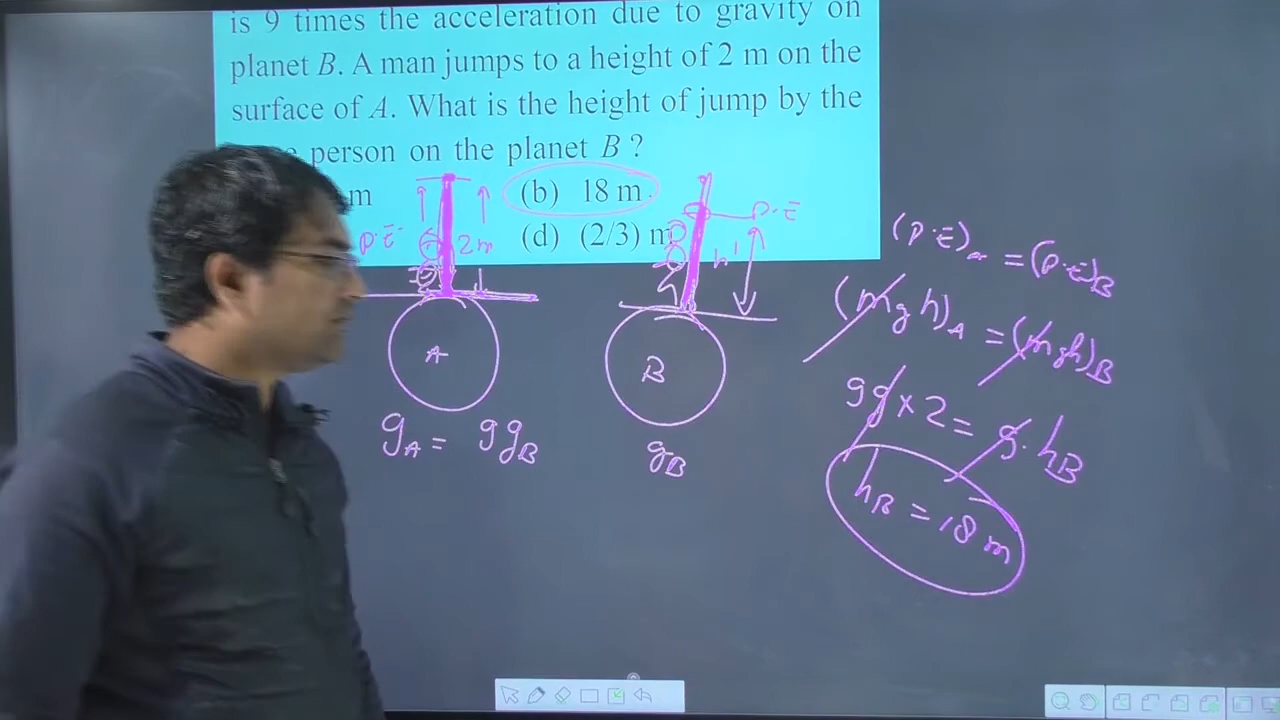 is 9 times the acceleration due to gravity on
planet B. A man jumps to a height of 2 m on the
surface of A. What is the height of jump by the
person on the planet B ?
m
(b) 18 m
(d) (2/3) m
P.E
2m
h'
P.E
A
B
gA = 9gB
gB
(P.E)A = (P.E)B
(mgh)A = (mgh)B
9g × 2 = g. hB
hB = 18 m